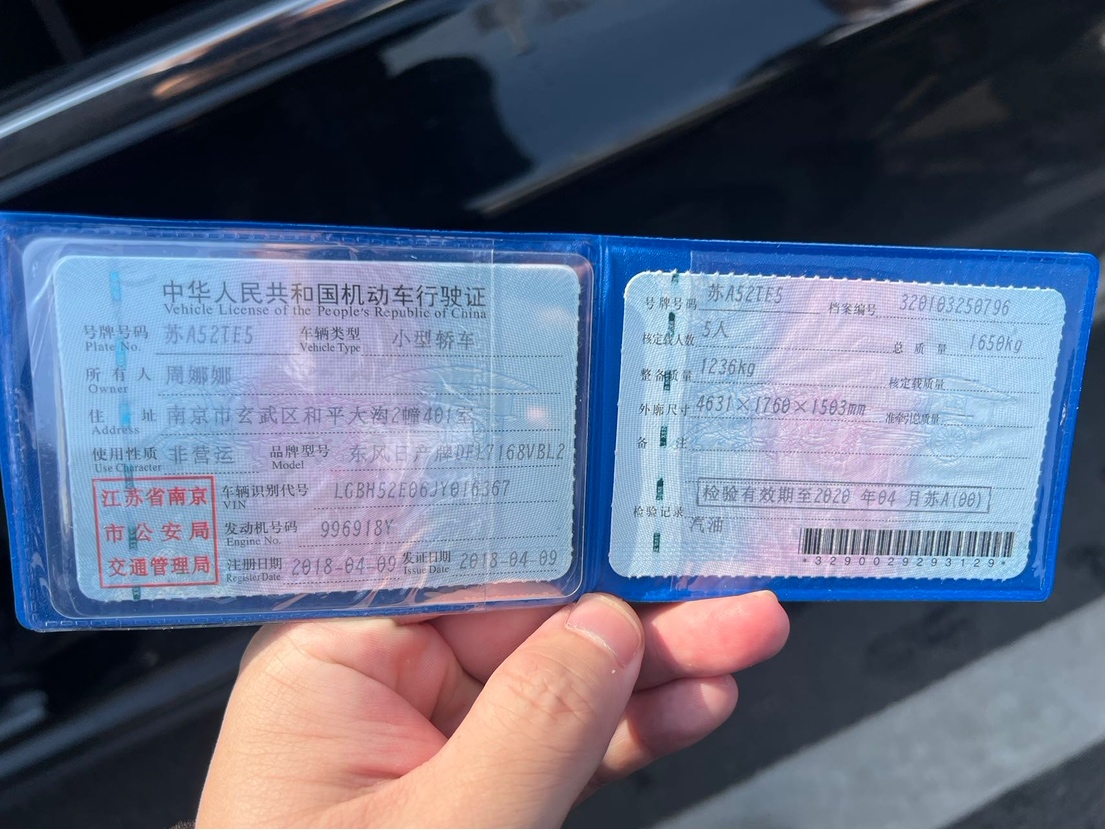 中华人民共和国机动车行驶证
Vehicle License of the People's Republic of China
号牌号码 苏A52TE5 车辆类型 小型轿车
Plate No. Vehicle Type
所有人 周娜娜
Owner
住址 南京市玄武区和平大沟2幢401室
Address
使用性质 非营运 品牌型号 东风日产牌DFL7168VBL2
Use Character Model
江苏省南京
市公安局
交通管理局
车辆识别代号 LGBH52E06JY016367
VIN
发动机号码 996918Y
Engine No.
注册日期 2018-04-09 发证日期 2018-04-09
Register Date Issue Date
号牌号码 苏A52TE5 档案编号 320103250796
核定载人数 5人 总质量 1650kg
整备质量 1236kg 核定载质量
外廓尺寸 4631×1760×1503mm 准牵引总质量
备注
检验有效期至2020 年04 月苏A(00)
检验记录
汽油
*3290029293129*